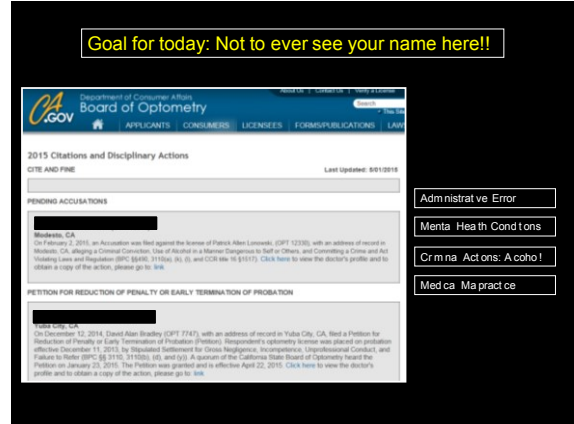 Goal for today: Not to ever see your name here!!
About Us | Contact Us | Verify a License
CA
.GOV
Department of Consumer Affairs
Board of Optometry
Search
This Site
APPLICANTS CONSUMERS LICENSEES FORMS/PUBLICATIONS LAWS
2015 Citations and Disciplinary Actions
CITE AND FINE Last Updated: 5/01/2015
PENDING ACCUSATIONS
Modesto, CA
On February 2, 2015, an Accusation was filed against the license of Patrick Allen Lonowski, (OPT 12330), with an address of record in
Modesto, CA, alleging a Criminal Conviction, Use of Alcohol in a Manner Dangerous to Self or Others, and Committing a Crime and Act
Violating Laws and Regulation (BPC §§490, 3110(a), (k), (l), and CCR title 16 §1517). Click here to view the doctor's profile and to
obtain a copy of the action, please go to: link
PETITION FOR REDUCTION OF PENALTY OR EARLY TERMINATION OF PROBATION
Yuba City, CA
On December 12, 2014, David Alan Bradley (OPT 7747), with an address of record in Yuba City, CA, filed a Petition for
Reduction of Penalty or Early Termination of Probation (Petition). Respondent's optometry license was placed on probation
effective December 11, 2013, by Stipulated Settlement for Gross Negligence, Incompetence, Unprofessional Conduct, and
Failure to Refer (BPC §§ 3110, 3110(b), (d), and (y)). A quorum of the California State Board of Optometry heard the
Petition on January 23, 2015. The Petition was granted and is effective April 22, 2015. Click here to view the doctor's
profile and to obtain a copy of the action, please go to: link
Adm nistrat ve Error
Menta Hea th Cond t ons
Cr m na Act ons: A coho !
Med ca Ma pract ce